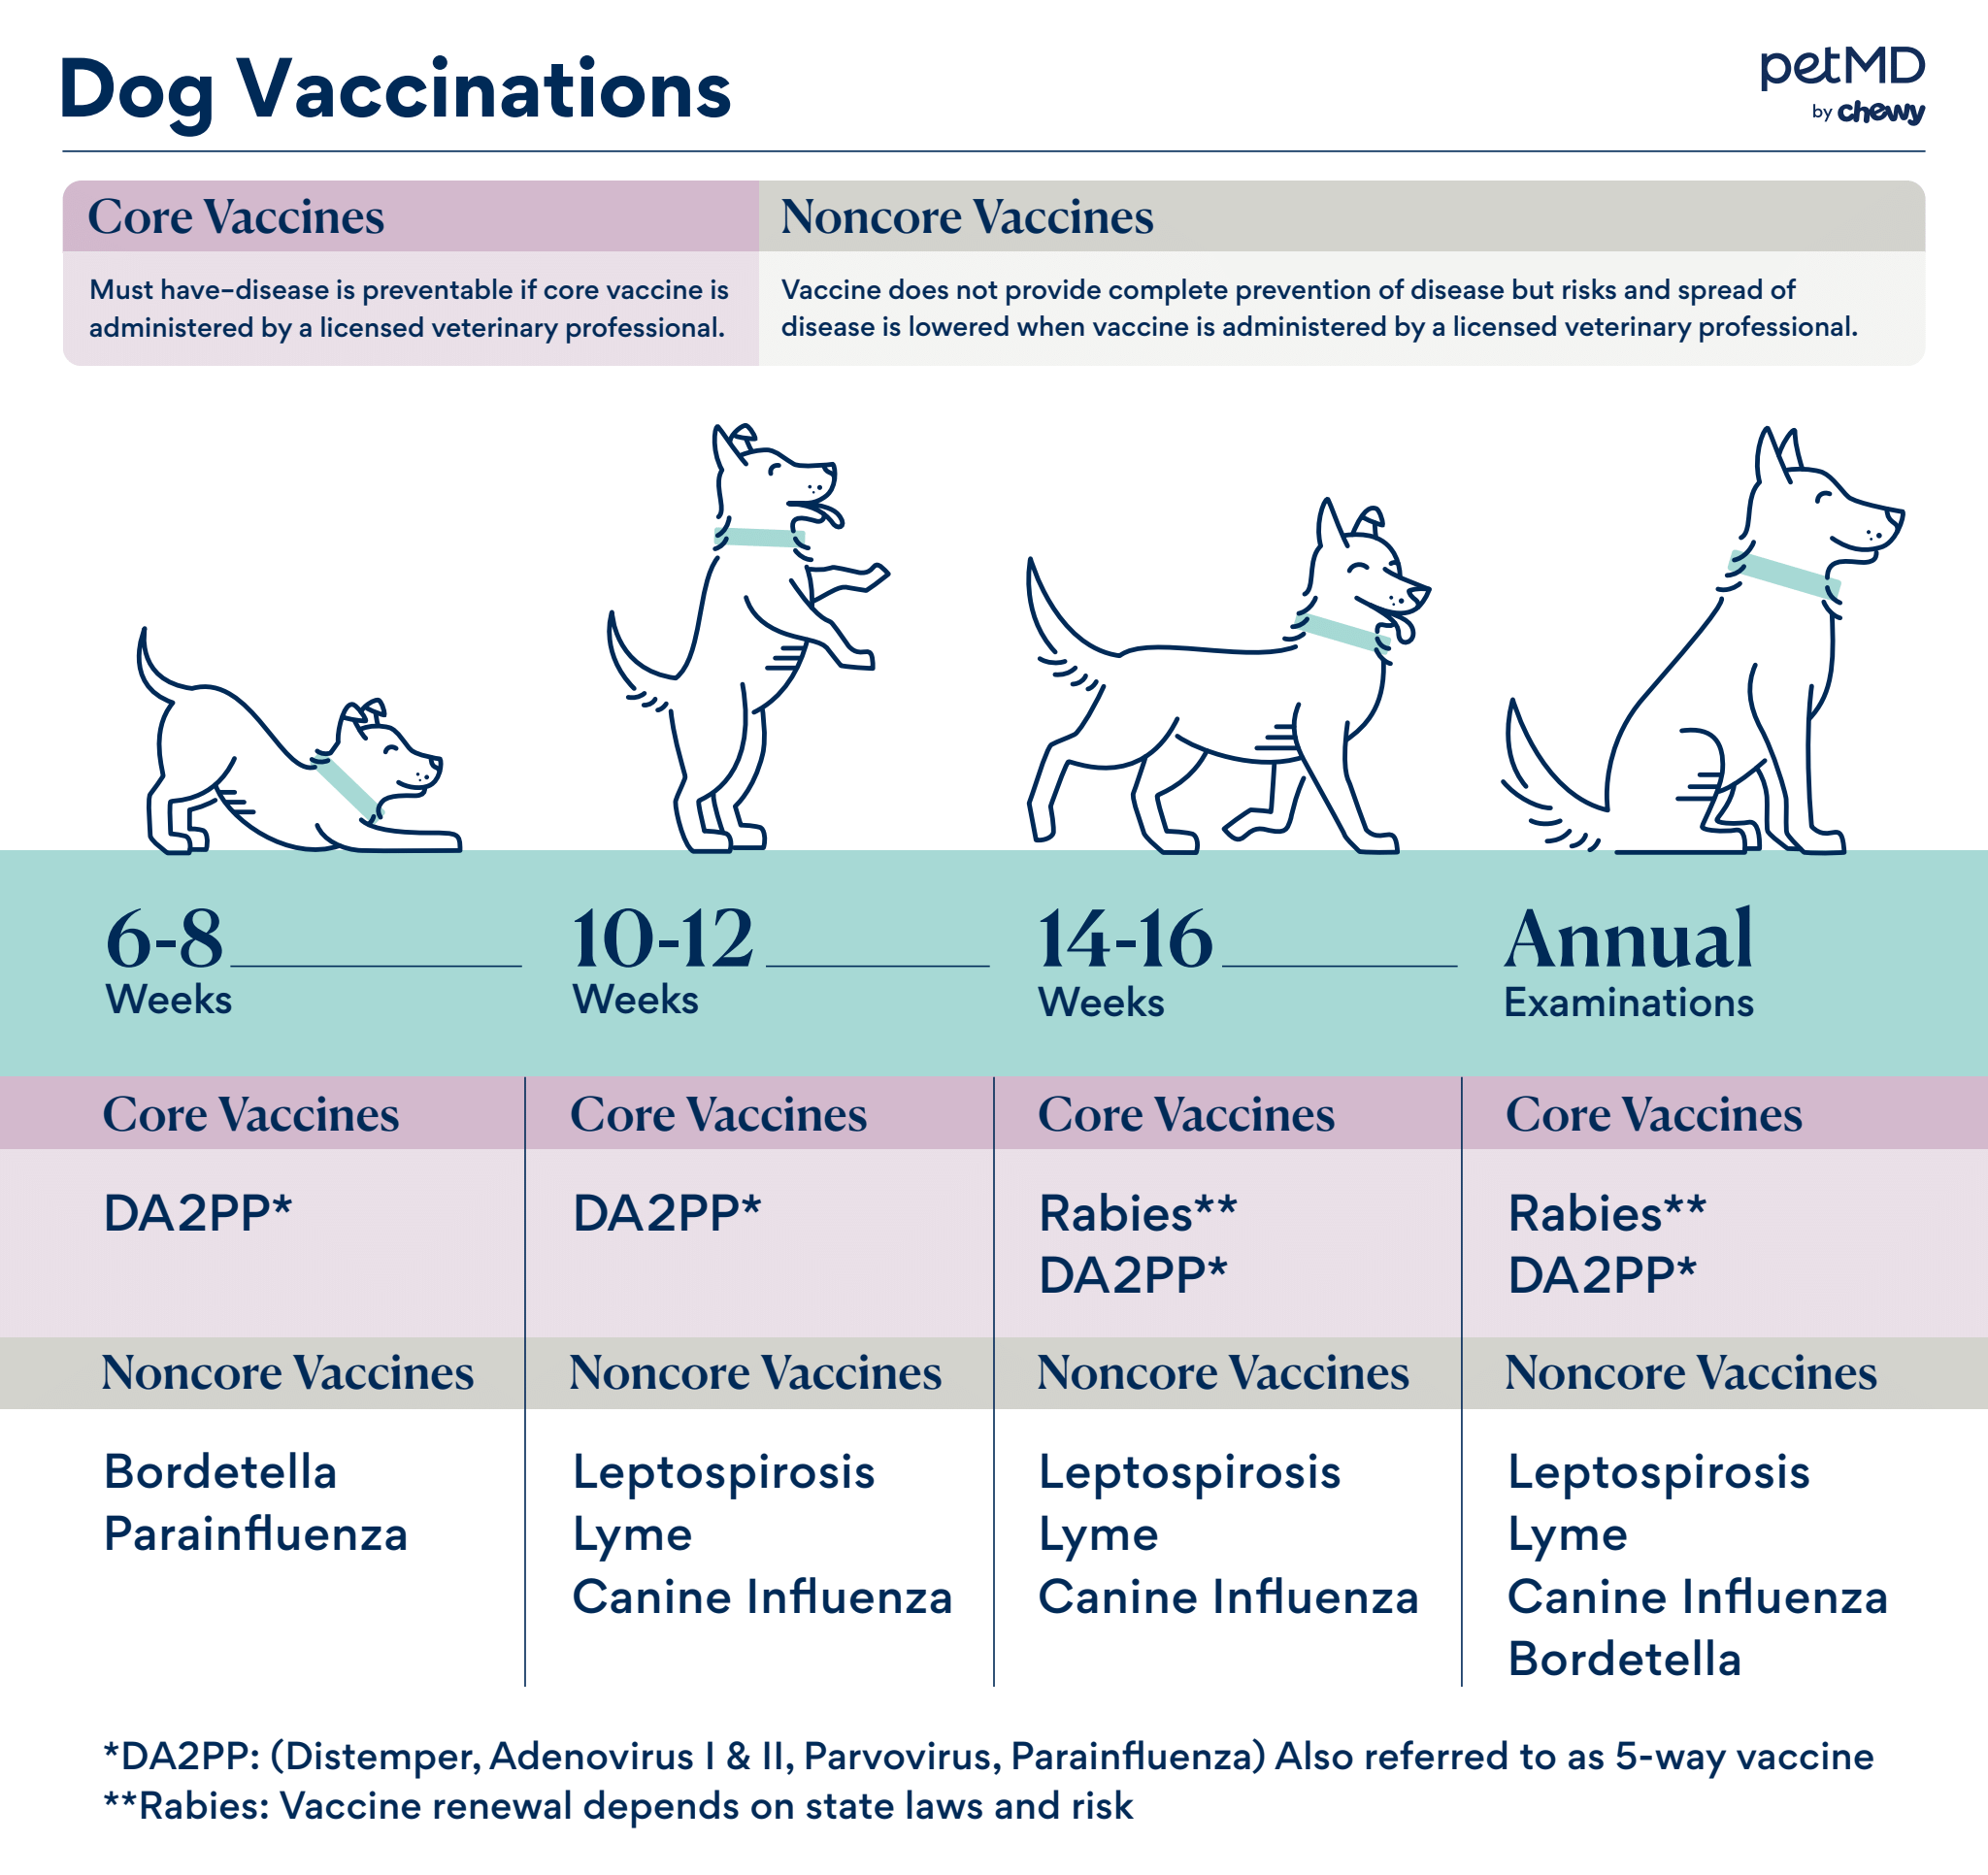 Dog Vaccinations
petMD
by chewy
Core Vaccines
Must have–disease is preventable if core vaccine is
administered by a licensed veterinary professional.
Noncore Vaccines
Vaccine does not provide complete prevention of disease but risks and spread of
disease is lowered when vaccine is administered by a licensed veterinary professional.
6-8
Weeks
10-12
Weeks
14-16
Weeks
Annual
Examinations
Core Vaccines
DA2PP*
Noncore Vaccines
Bordetella
Parainfluenza
Core Vaccines
DA2PP*
Noncore Vaccines
Leptospirosis
Lyme
Canine Influenza
Core Vaccines
Rabies**
DA2PP*
Noncore Vaccines
Leptospirosis
Lyme
Canine Influenza
Core Vaccines
Rabies**
DA2PP*
Noncore Vaccines
Leptospirosis
Lyme
Canine Influenza
Bordetella
*DA2PP: (Distemper, Adenovirus I & II, Parvovirus, Parainfluenza) Also referred to as 5-way vaccine
**Rabies: Vaccine renewal depends on state laws and risk